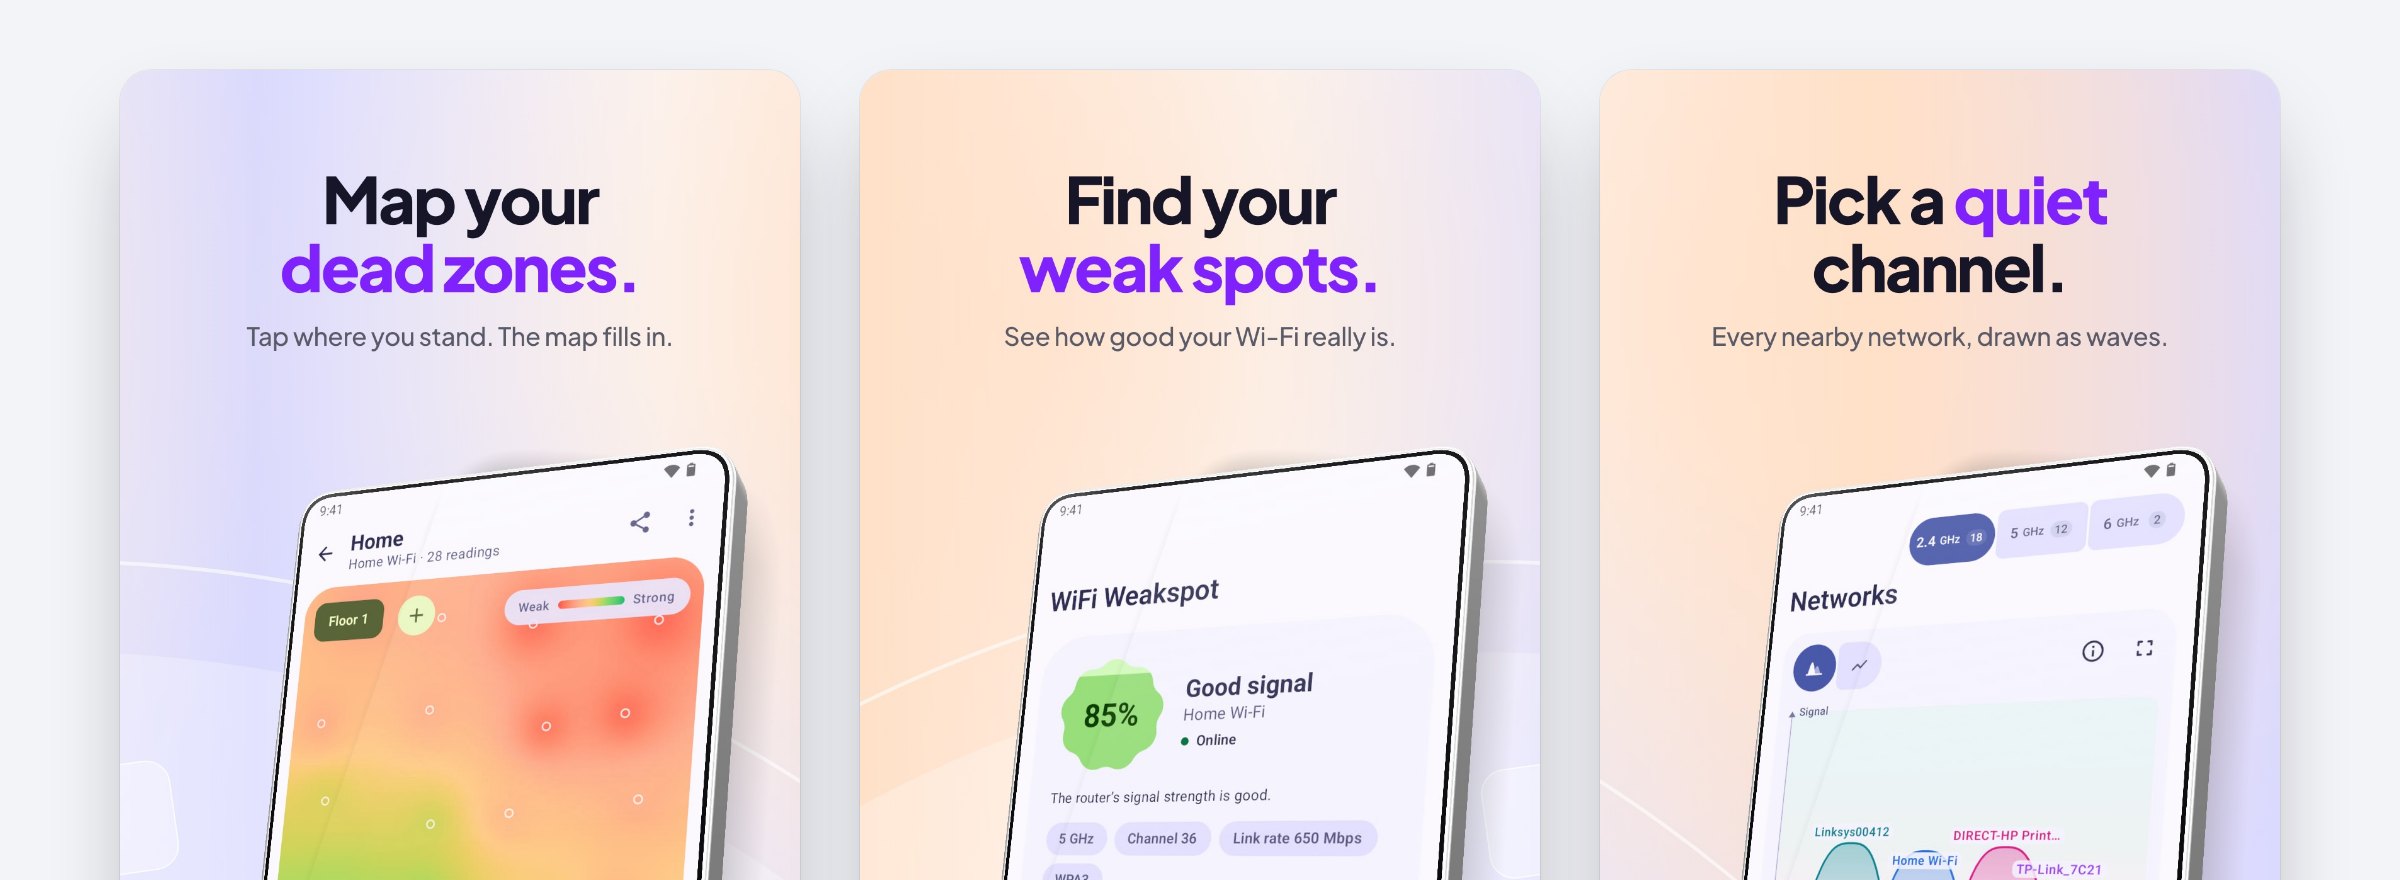 Map your
dead zones.
Tap where you stand. The map fills in.
9:41
Home
Home Wi-Fi · 28 readings
Floor 1
+
Weak
Strong
Find your
weak spots.
See how good your Wi-Fi really is.
9:41
WiFi Weakspot
85%
Good signal
Home Wi-Fi
Online
The router's signal strength is good.
5 GHz
Channel 36
Link rate 650 Mbps
WPA3
Pick a quiet
channel.
Every nearby network, drawn as waves.
9:41
2.4 GHz 18
5 GHz 12
6 GHz 2
Networks
Signal
Linksys00412
DIRECT-HP Print...
Home Wi-Fi
TP-Link_7C21